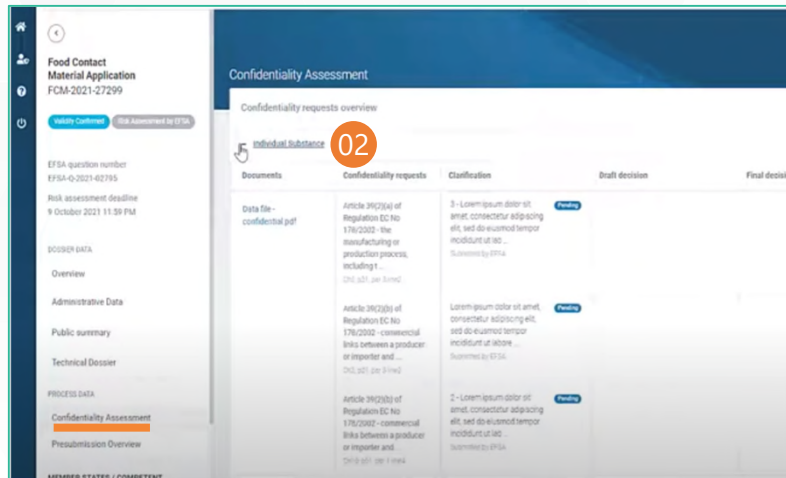 Food Contact
Material Application
FCM-2021-27299
Validity Confirmed
Risk Assessment by EFSA
EFSA question number
EFSA-Q-2021-02795
Risk assessment deadline
9 October 2021 11:59 PM
DOSSIER DATA
Overview
Administrative Data
Public summary
Technical Dossier
PROCESS DATA
Confidentiality Assessment
Presubmission Overview
MEMBER STATES / COMPETENT
Confidentiality Assessment
Confidentiality requests overview
Individual Substance
02
Documents
Confidentiality requests
Clarification
Draft decision
Final decisi
Data file -
confidential.pdf
Article 39(2)(a) of
Regulation EC No
178/2002 - the
manufacturing or
production process,
including t ...
3 - Lorem ipsum dolor sit
amet, consectetur adipiscing
elit, sed do eiusmod tempor
incididunt ut lab ...
Submitted by EFSA
Pending
Article 39(2)(b) of
Regulation EC No
178/2002 - commercial
links between a producer
or importer and ...
Lorem ipsum dolor sit amet,
consectetur adipiscing elit,
sed do eiusmod tempor
incididunt ut labore ...
Submitted by EFSA
Pending
Article 39(2)(b) of
Regulation EC No
178/2002 - commercial
links between a producer
or importer and ...
2 - Lorem ipsum dolor sit
amet, consectetur adipiscing
elit, sed do eiusmod tempor
incididunt ut lab ...
Submitted by EFSA
Pending